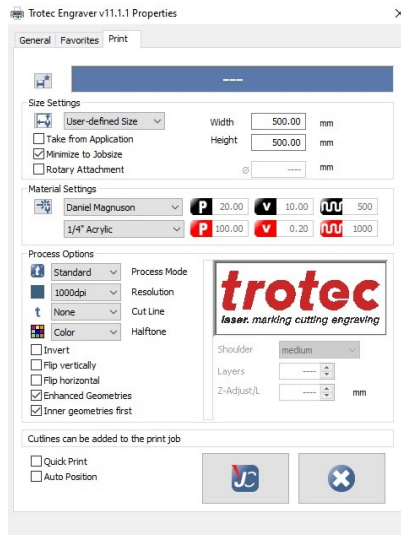 Trotec Engraver v11.1.1 Properties
General Favorites Print
---
Size Settings
User-defined Size Width 500.00 mm
Take from Application Height 500.00 mm
Minimize to Jobsize
Rotary Attachment Ø ---- mm
Material Settings
Daniel Magnuson P 20.00 v 10.00 500
1/4" Acrylic P 100.00 v 0.20 1000
Process Options
Standard Process Mode
1000dpi Resolution
t None Cut Line
Color Halftone
trotec
laser. marking cutting engraving
Invert
Flip vertically
Flip horizontal
Enhanced Geometries
Inner geometries first
Shoulder medium
Layers ----
Z-Adjust/L ---- mm
Cutlines can be added to the print job
Quick Print
Auto Position
JC